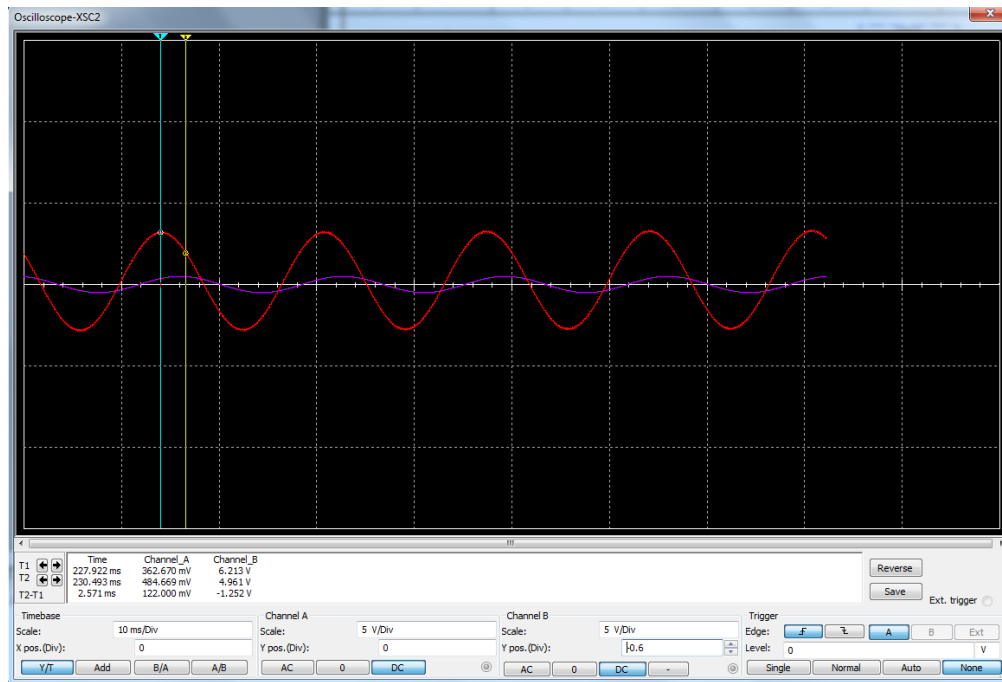 Oscilloscope-XSC2
1 2
Time Channel_A Channel_B
T1 227.922 ms 362.670 mV 6.213 V
T2 230.493 ms 484.669 mV 4.961 V
T2-T1 2.571 ms 122.000 mV -1.252 V
Reverse
Save
Ext. trigger
Timebase
Scale: 10 ms/Div
X pos.(Div): 0
Y/T Add B/A A/B
Channel A
Scale: 5 V/Div
Y pos.(Div): 0
AC 0 DC
Channel B
Scale: 5 V/Div
Y pos.(Div): -0.6
AC 0 DC -
Trigger
Edge: A B Ext
Level: 0 V
Single Normal Auto None